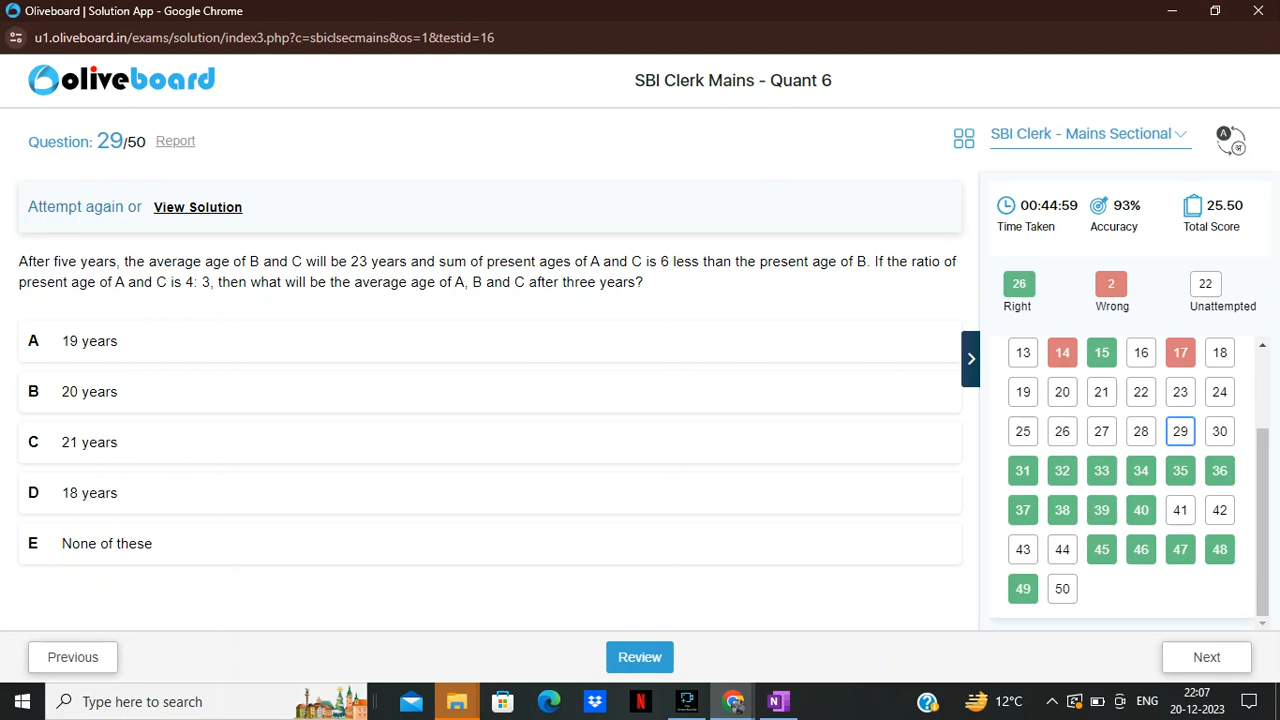 Oliveboard | Solution App - Google Chrome
u1.oliveboard.in/exams/solution/index3.php?c=sbiclsecmains&os=1&testid=16
oliveboard
SBI Clerk Mains - Quant 6
Question: 29/50 Report
SBI Clerk - Mains Sectional
A अ
Attempt again or View Solution
00:44:59 93% 25.50
Time Taken Accuracy Total Score
After five years, the average age of B and C will be 23 years and sum of present ages of A and C is 6 less than the present age of B. If the ratio of
present age of A and C is 4: 3, then what will be the average age of A, B and C after three years?
26 2 22
Right Wrong Unattempted
A 19 years
B 20 years
C 21 years
D 18 years
E None of these
13 14 15 16 17 18
19 20 21 22 23 24
25 26 27 28 29 30
31 32 33 34 35 36
37 38 39 40 41 42
43 44 45 46 47 48
49 50
Previous Review Next
Type here to search
12°C ENG 22:07
20-12-2023